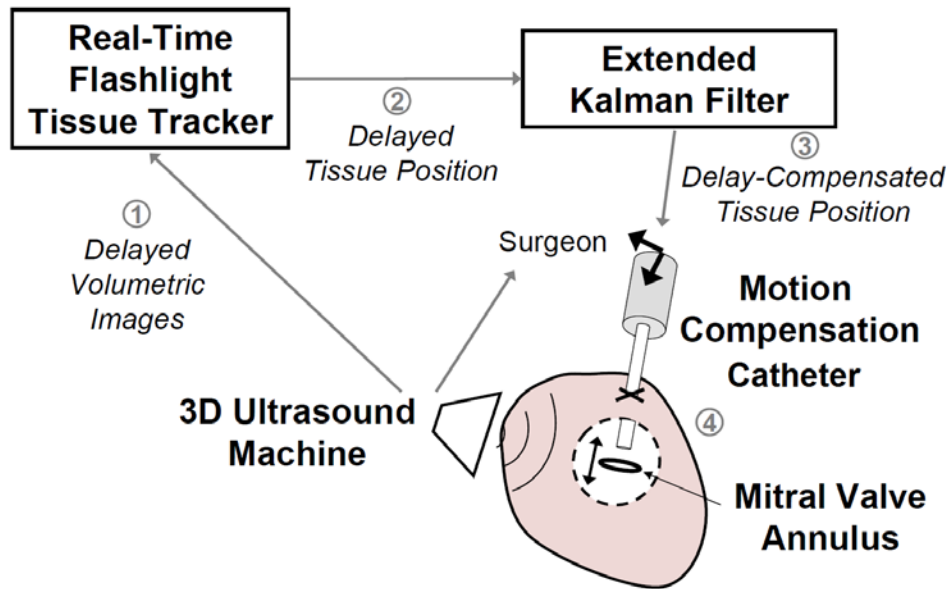 Real-Time
Flashlight
Tissue Tracker
②
Delayed
Tissue Position
Extended
Kalman Filter
③
Delay-Compensated
Tissue Position
①
Delayed
Volumetric
Images
Surgeon
Motion
Compensation
Catheter
3D Ultrasound
Machine
④
Mitral Valve
Annulus